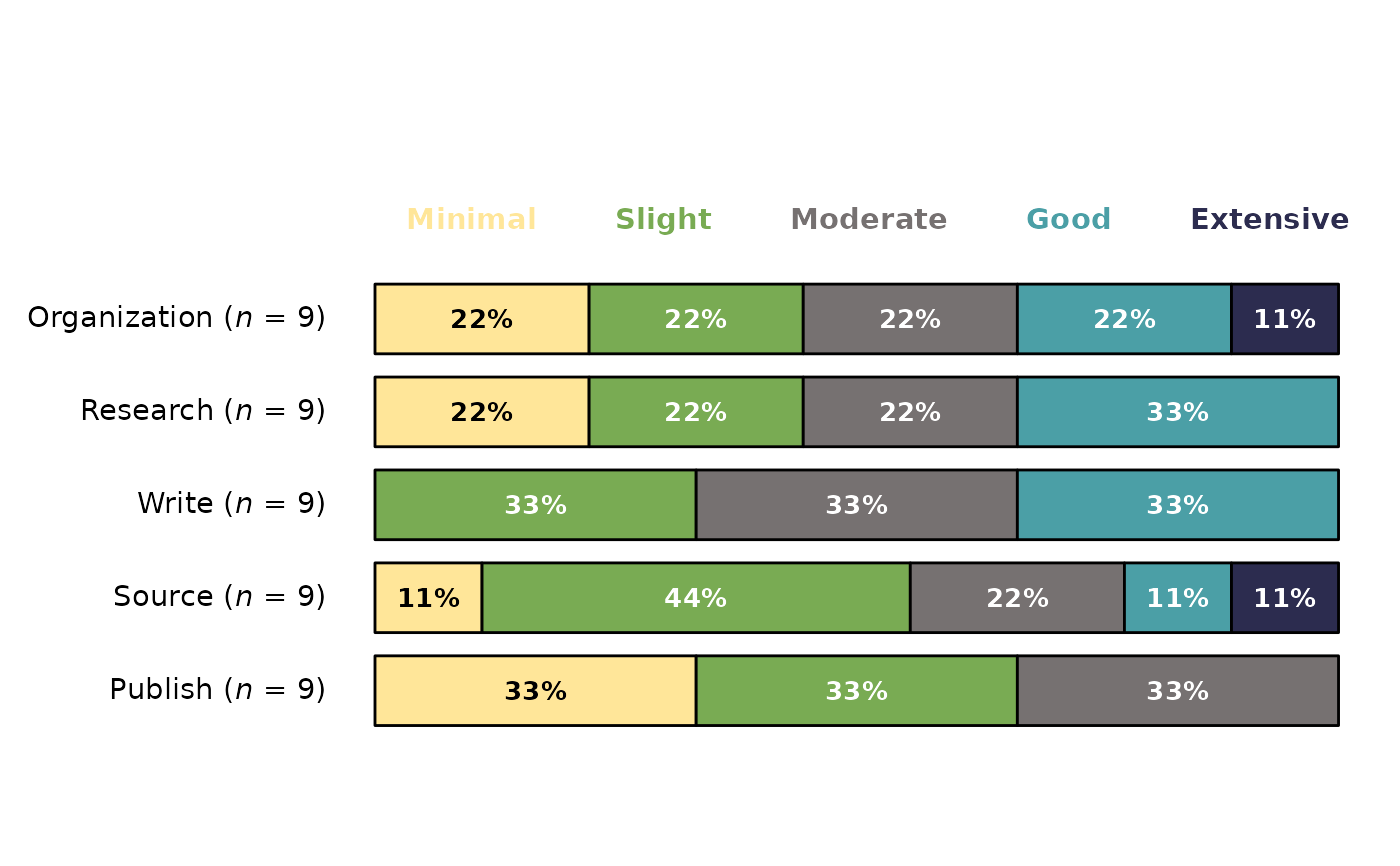 Minimal Slight Moderate Good Extensive
Organization (n = 9) 22% 22% 22% 22% 11%
Research (n = 9) 22% 22% 22% 33%
Write (n = 9) 33% 33% 33%
Source (n = 9) 11% 44% 22% 11% 11%
Publish (n = 9) 33% 33% 33%